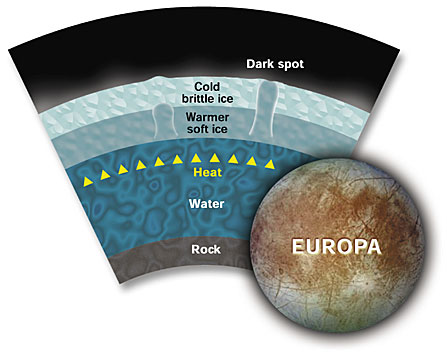 Dark spot
Cold
brittle ice
Warmer
soft ice
Heat
Water
EUROPA
Rock